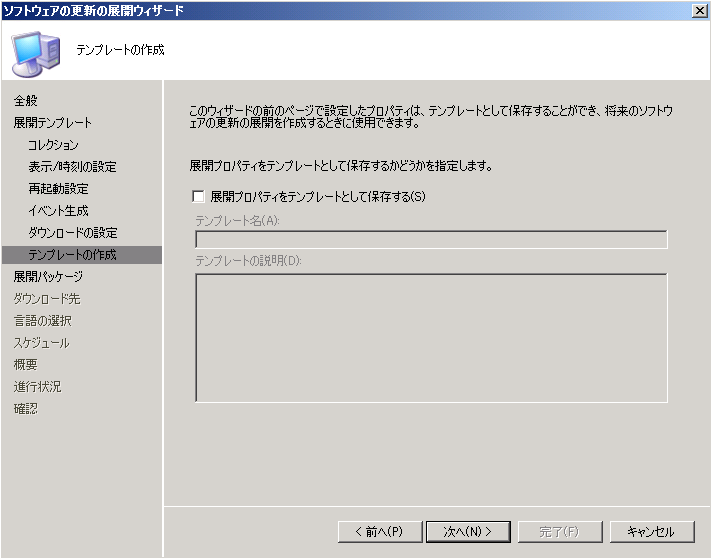 ソフトウェアの更新の展開ウィザード
テンプレートの作成
全般
展開テンプレート
コレクション
表示/時刻の設定
再起動設定
イベント生成
ダウンロードの設定
テンプレートの作成
展開パッケージ
ダウンロード先
言語の選択
スケジュール
概要
進行状況
確認
このウィザードの前のページで設定したプロパティは、テンプレートとして保存することができ、将来のソフトウ
ェアの更新の展開を作成するときに使用できます。
展開プロパティをテンプレートとして保存するかどうかを指定します。
展開プロパティをテンプレートとして保存する(S)
テンプレート名(A):
テンプレートの説明(D):
< 前へ(P)
次へ(N) >
完了(F)
キャンセル